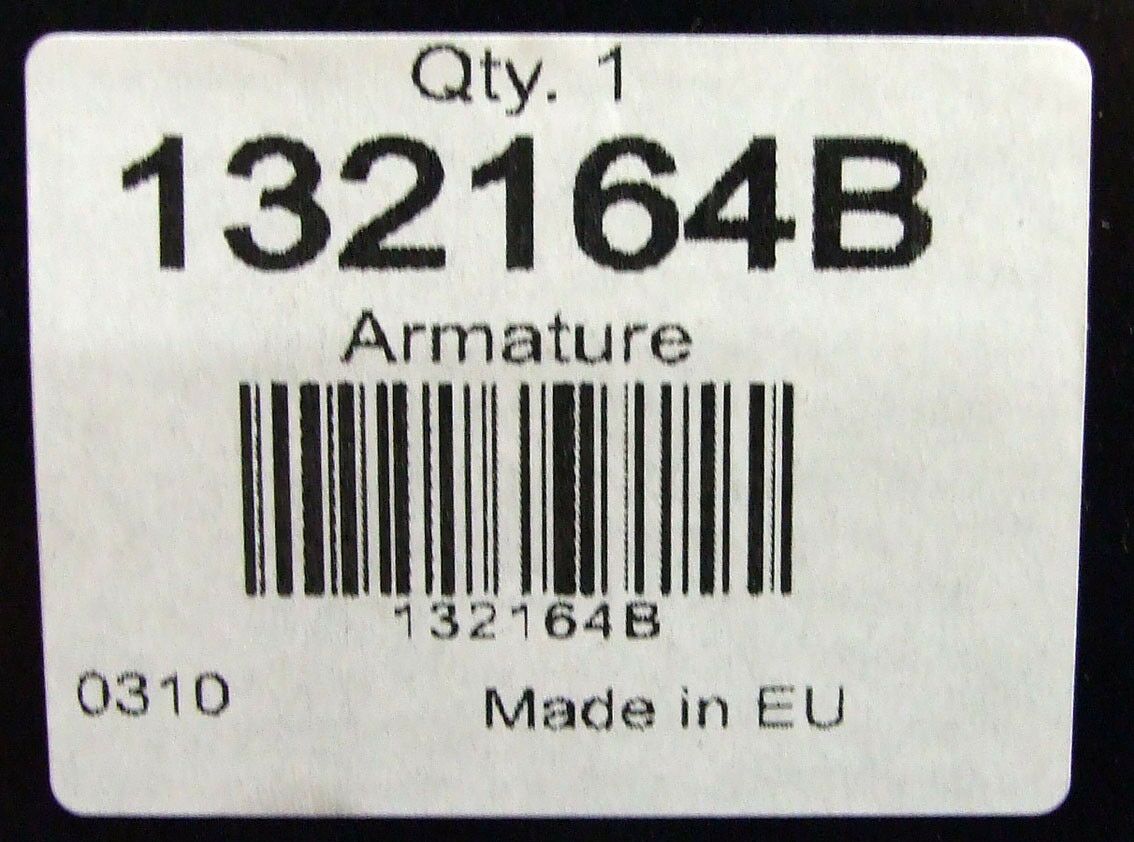 Qty. 1
132164B
Armature
132164B
0310 Made in EU